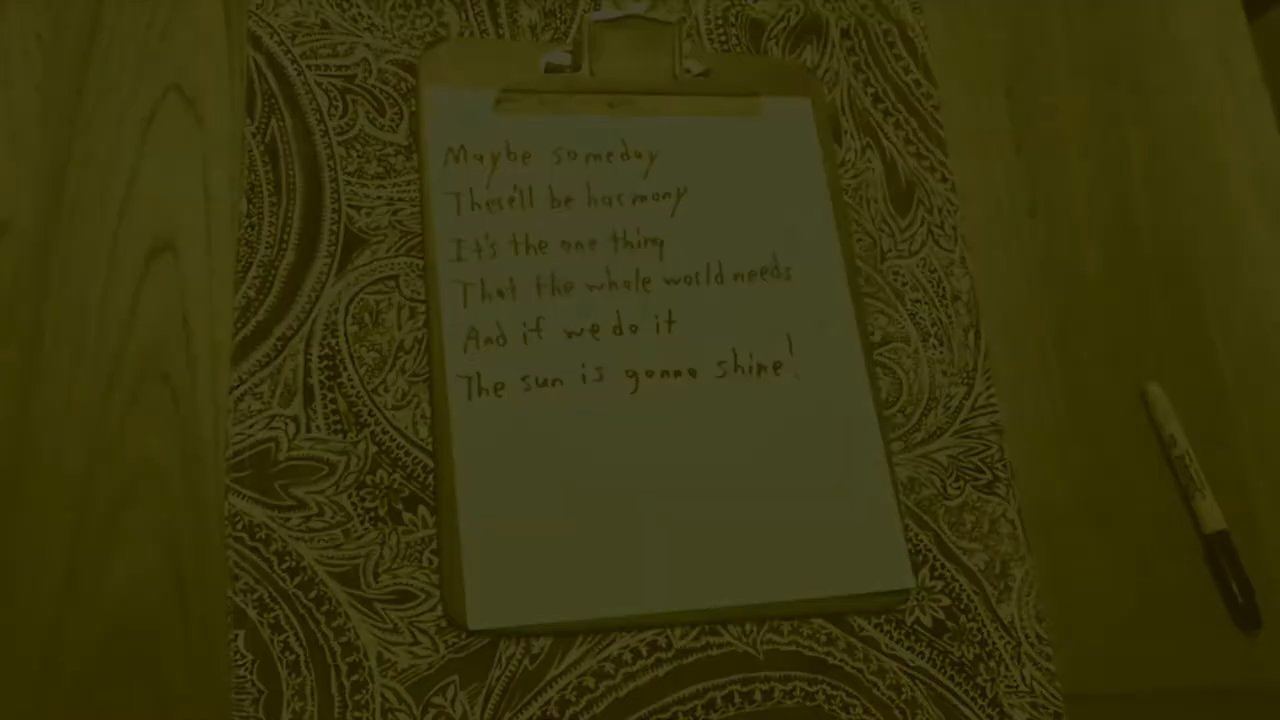 Maybe someday
There'll be harmony
It's the one thing
That the whole world needs
And if we do it
The sun is gonna shine!